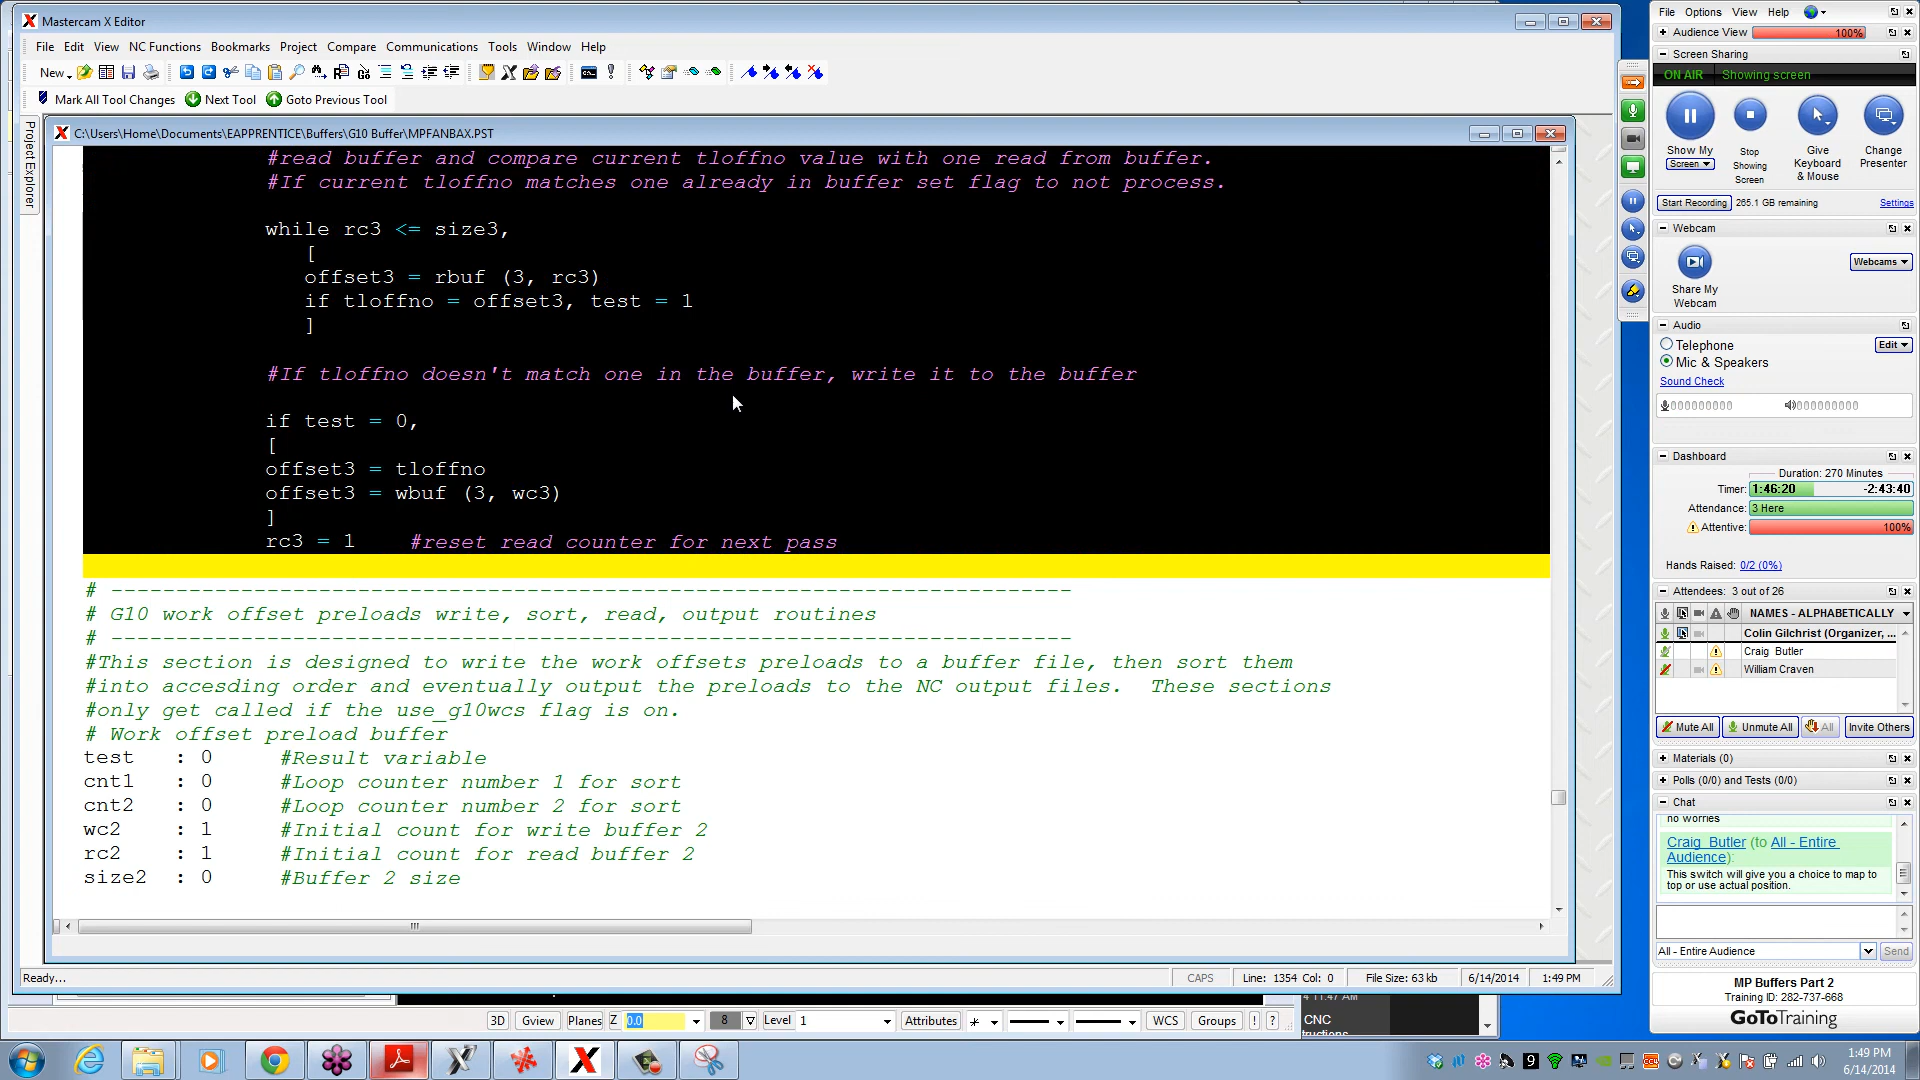 Mastercam X Editor
File Edit View NC Functions Bookmarks Project Compare Communications Tools Window Help
New
Mark All Tool Changes Next Tool Goto Previous Tool
Project Explorer
C:\Users\Home\Documents\EAPPRENTICE\Buffers\G10 Buffer\MPFANBAX.PST
#read buffer and compare current tloffno value with one read from buffer.
#If current tloffno matches one already in buffer set flag to not process.
while rc3 <= size3,
[
offset3 = rbuf (3, rc3)
if tloffno = offset3, test = 1
]
#If tloffno doesn't match one in the buffer, write it to the buffer
if test = 0,
[
offset3 = tloffno
offset3 = wbuf (3, wc3)
]
rc3 = 1 #reset read counter for next pass
# --------------------------------------------------------------------------
# G10 work offset preloads write, sort, read, output routines
# --------------------------------------------------------------------------
#This section is designed to write the work offsets preloads to a buffer file, then sort them
#into accesding order and eventually output the preloads to the NC output files. These sections
#only get called if the use_g10wcs flag is on.
# Work offset preload buffer
test : 0 #Result variable
cnt1 : 0 #Loop counter number 1 for sort
cnt2 : 0 #Loop counter number 2 for sort
wc2 : 1 #Initial count for write buffer 2
rc2 : 1 #Initial count for read buffer 2
size2 : 0 #Buffer 2 size
Ready... CAPS Line: 1354 Col: 0 File Size: 63 kb 6/14/2014 1:49 PM
3D Gview Planes Z 0.0 8 Level 1 Attributes WCS Groups ! ?
4 11:47 AM
CNC
tructions
File Options View Help
Audience View 100%
Screen Sharing
ON AIR Showing screen
Show My
Screen
Stop
Showing
Screen
Give
Keyboard
& Mouse
Change
Presenter
Start Recording 265.1 GB remaining Settings
Webcam
Webcams
Share My
Webcam
Audio
Telephone Edit
Mic & Speakers
Sound Check
Dashboard
Duration: 270 Minutes
Timer: 1:46:20 -2:43:40
Attendance: 3 Here
Attentive: 100%
Hands Raised: 0/2 (0%)
Attendees: 3 out of 26
NAMES - ALPHABETICALLY
Colin Gilchrist (Organizer, ...
Craig Butler
William Craven
Mute All Unmute All All Invite Others
Materials (0)
Polls (0/0) and Tests (0/0)
Chat
no worries
Craig Butler (to All - Entire
Audience):
This switch will give you a choice to map to
top or use actual position.
All - Entire Audience Send
MP Buffers Part 2
Training ID: 282-737-668
GoToTraining
1:49 PM
6/14/2014